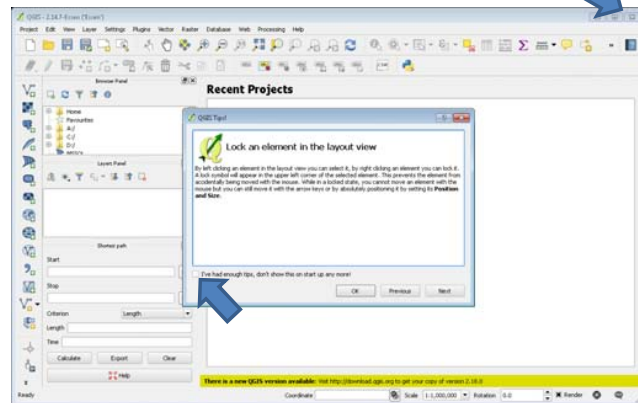 QGIS 2.14.7-Essen ('Essen')
Project Edit View Layer Settings Plugins Vector Raster Database Web Processing Help
Browser Panel
Home
Favourites
A:/
C:/
D:/
MSSQL
Layers Panel
Shortest path
Start
Stop
Criterion Length
Length
Time
Calculate Export Clear
Help
Ready
Recent Projects
QGIS Tips!
Lock an element in the layout view
By left clicking an element in the layout view you can select it, by right clicking an element you can lock it.
A lock symbol will appear in the upper left corner of the selected element. This prevents the element from
accidentally being moved with the mouse. While in a locked state, you cannot move an element with the
mouse but you can still move it with the arrow keys or by absolutely positioning it by setting its Position
and Size.
I've had enough tips, don't show this on start up any more!
OK Previous Next
There is a new QGIS version available: Visit http://download.qgis.org to get your copy of version 2.18.0
Coordinate Scale 1:1,000,000 Rotation 0.0 Render